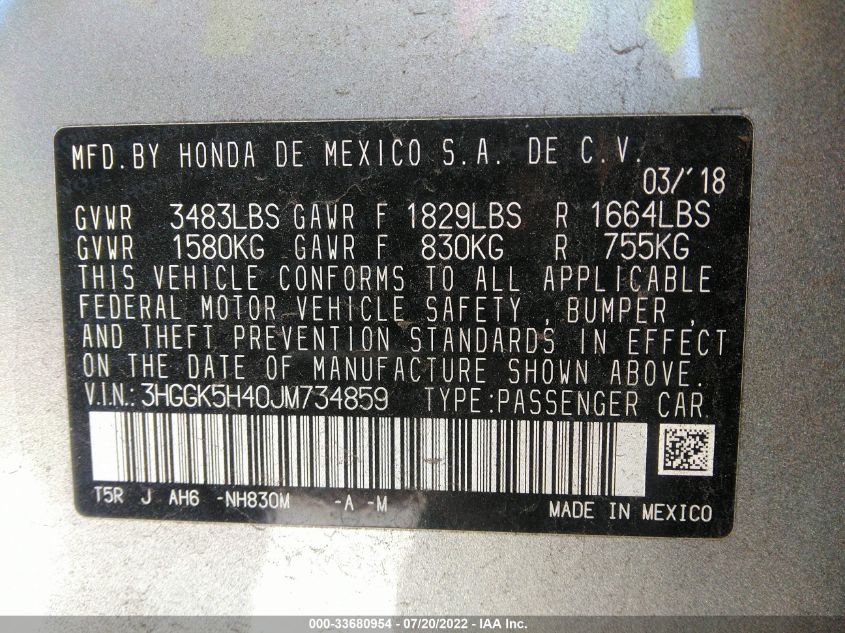 MFD.BY HONDA DE MEXICO S.A. DE C.V.
03/'18
GVWR 3483LBS GAWR F 1829LBS R 1664LBS
GVWR 1580KG GAWR F 830KG R 755KG
THIS VEHICLE CONFORMS TO ALL APPLICABLE
FEDERAL MOTOR VEHICLE SAFETY , BUMPER ,
AND THEFT PREVENTION STANDARDS IN EFFECT
ON THE DATE OF MANUFACTURE SHOWN ABOVE.
V.I.N.: 3HGGK5H40JM734859 TYPE:PASSENGER CAR
T5R J AH6 -NH830M -A -M
MADE IN MEXICO
000-33680954 - 07/20/2022 - IAA Inc.